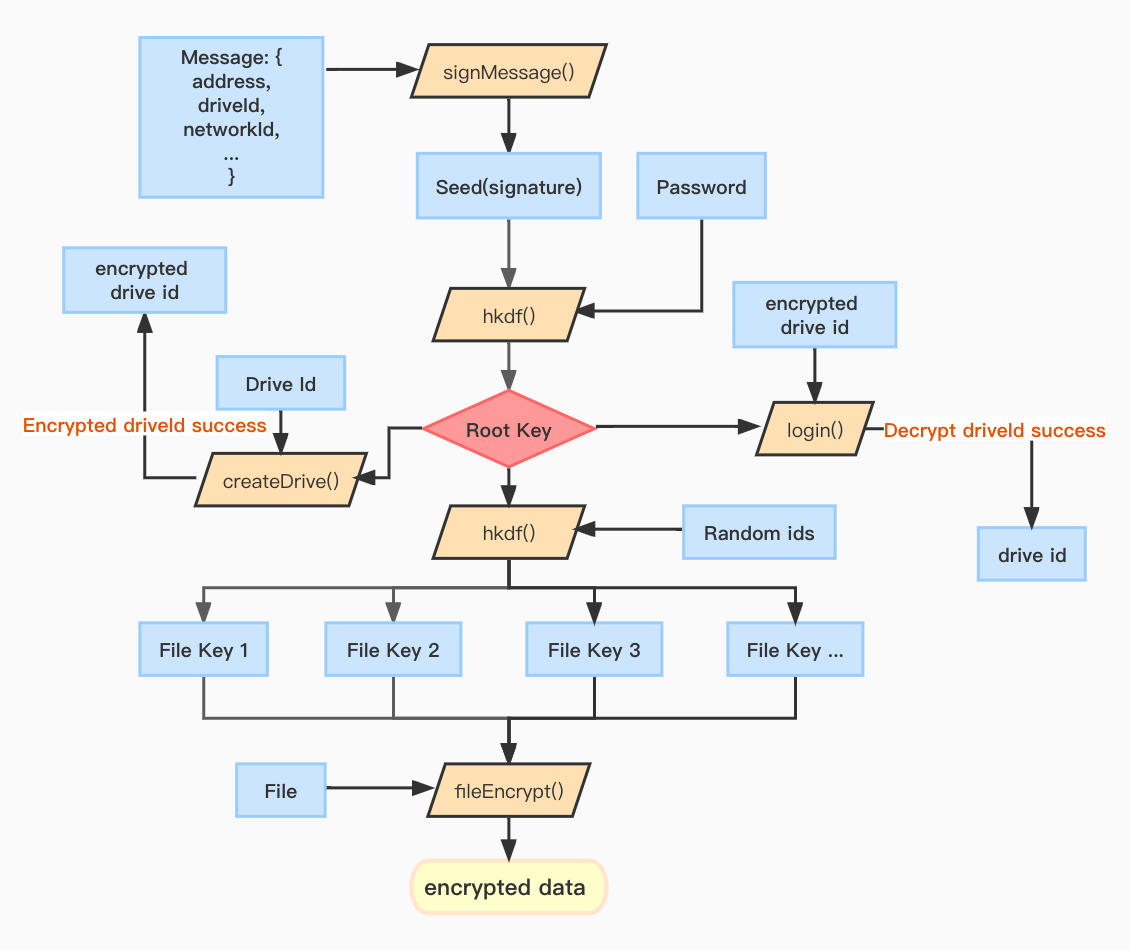 Message: {
address,
driveId,
networkId,
...
}
signMessage()
Seed(signature)
Password
encrypted
drive id
hkdf()
encrypted
drive id
Drive Id
Encrypted driveId success
Root Key
login()
Decrypt driveId success
createDrive()
hkdf()
Random ids
drive id
File Key 1
File Key 2
File Key 3
File Key ...
File
fileEncrypt()
encrypted data